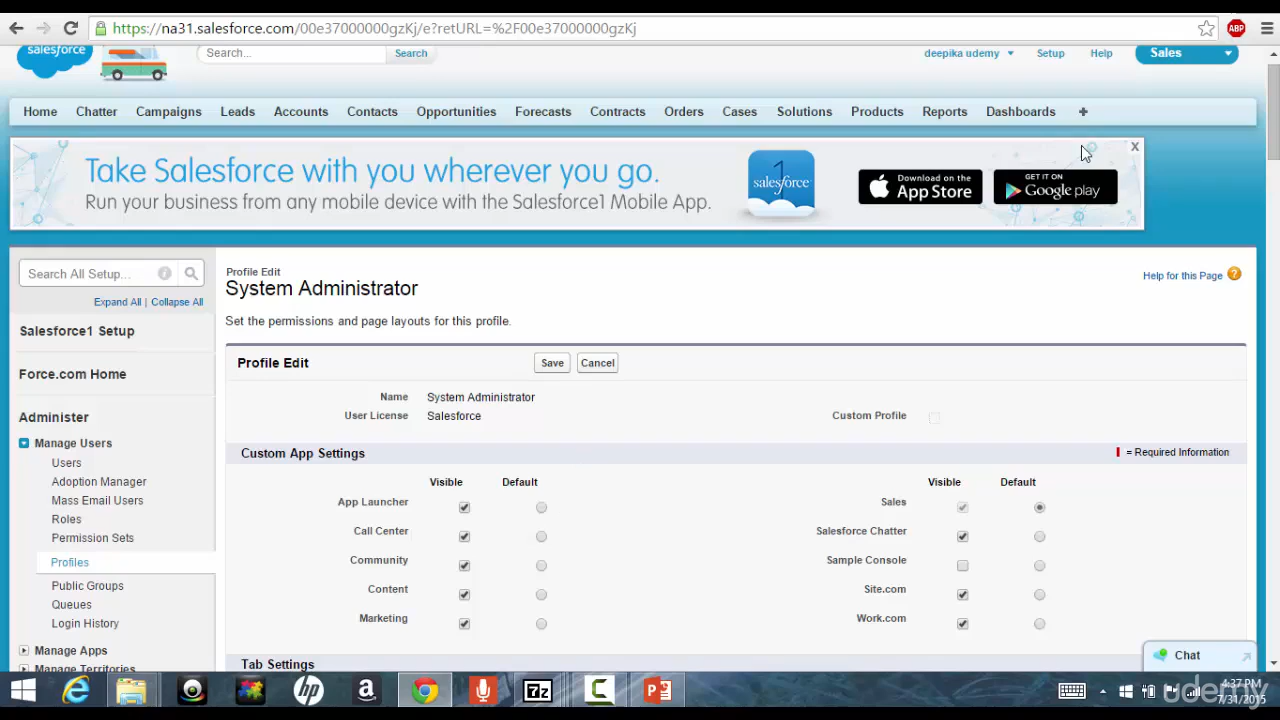 https://na31.salesforce.com/00e37000000gzKj/e?retURL=%2F00e37000000gzKj
ABP
salesforce
Search...
Search
deepika udemy
Setup
Help
Sales
Home Chatter Campaigns Leads Accounts Contacts Opportunities Forecasts Contracts Orders Cases Solutions Products Reports Dashboards +
Take Salesforce with you wherever you go.
Run your business from any mobile device with the Salesforce1 Mobile App.
1
salesforce
Download on the
App Store
GET IT ON
Google play
X
Search All Setup...
Expand All | Collapse All
Salesforce1 Setup
Force.com Home
Administer
Manage Users
Users
Adoption Manager
Mass Email Users
Roles
Permission Sets
Profiles
Public Groups
Queues
Login History
Manage Apps
Manage Territories
Profile Edit
System Administrator
Help for this Page
Set the permissions and page layouts for this profile.
Profile Edit
Save
Cancel
Name System Administrator
User License Salesforce
Custom Profile
Custom App Settings
= Required Information
Visible Default Visible Default
App Launcher Sales
Call Center Salesforce Chatter
Community Sample Console
Content Site.com
Marketing Work.com
Tab Settings
Chat
hp
a
7z
4:37 PM
7/31/2015
udemy